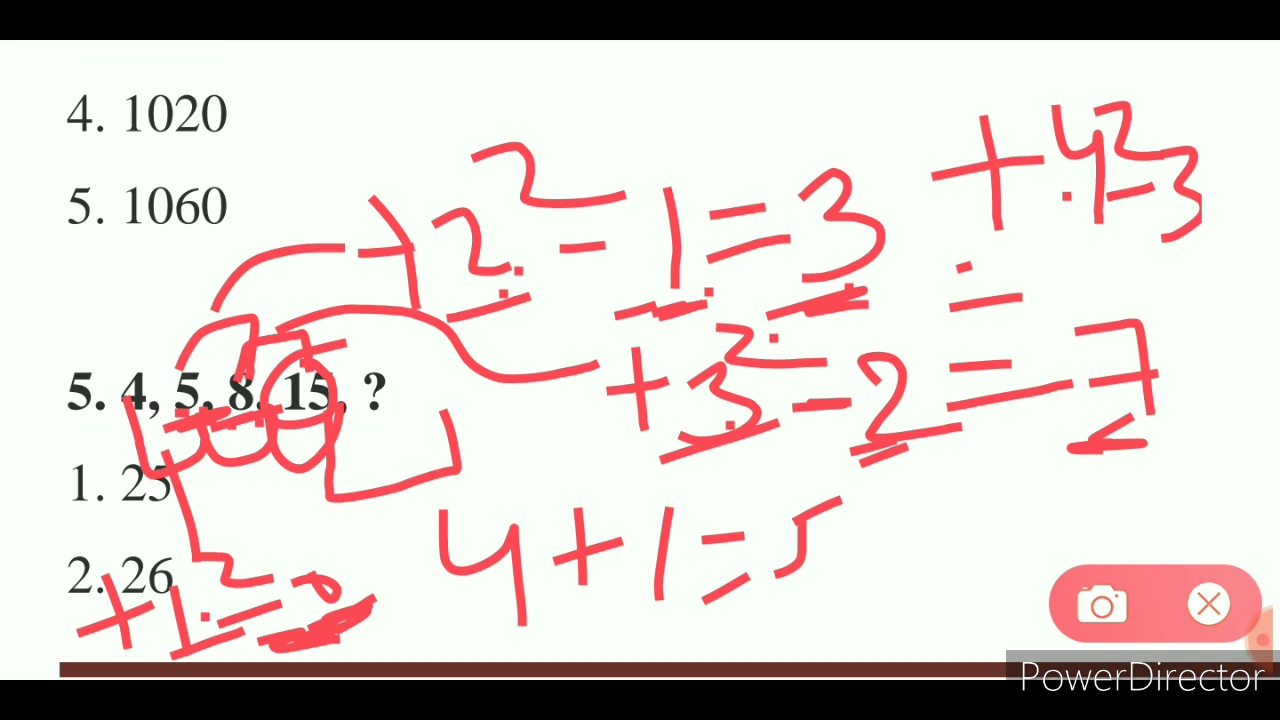 4. 1020
5. 1060
+ 2² - 1 = 3
+ 4² - 3
=
5. 4, 5, 8, 15, ?
+ 3² - 2 = 7
1. 25
4 + 1 = 5
2. 26
+ 1² - 0
PowerDirector